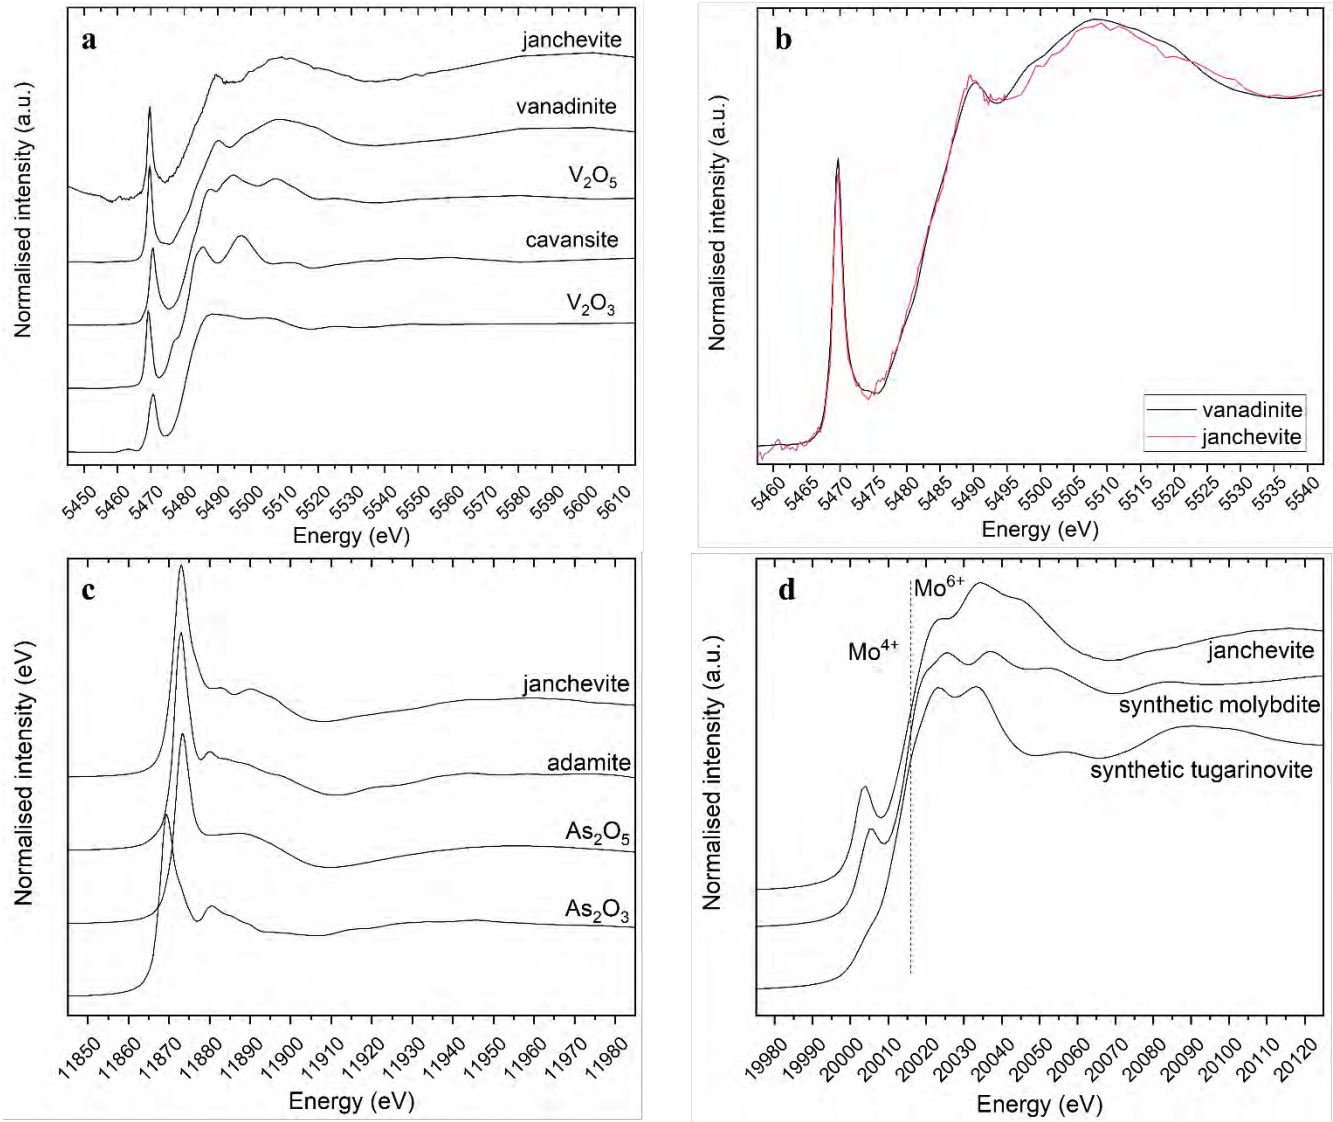 a
janchevite
vanadinite
V₂O₅
cavansite
V₂O₃
Normalised intensity (a.u.)
5450 5460 5470 5480 5490 5500 5510 5520 5530 5540 5550 5560 5570 5580 5590 5600 5610
Energy (eV)
b
Normalised intensity (a.u.)
vanadinite
janchevite
5460 5465 5470 5475 5480 5485 5490 5495 5500 5505 5510 5515 5520 5525 5530 5535 5540
Energy (eV)
c
janchevite
adamite
As₂O₅
As₂O₃
Normalised intensity (eV)
11850 11860 11870 11880 11890 11900 11910 11920 11930 11940 11950 11960 11970 11980
Energy (eV)
d
Mo⁶⁺
Mo⁴⁺
janchevite
synthetic molybdite
synthetic tugarinovite
Normalised intensity (a.u.)
19980 19990 20000 20010 20020 20030 20040 20050 20060 20070 20080 20090 20100 20110 20120
Energy (eV)